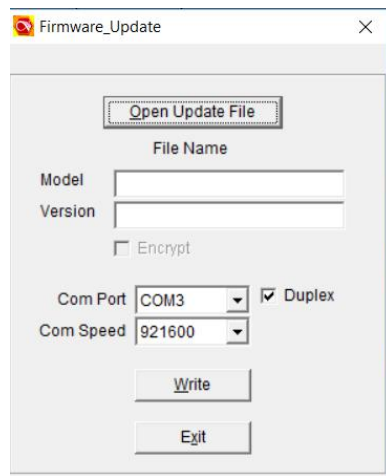 Firmware_Update
Open Update File
File Name
Model
Version
Encrypt
Com Port COM3 Duplex
Com Speed 921600
Write
Exit